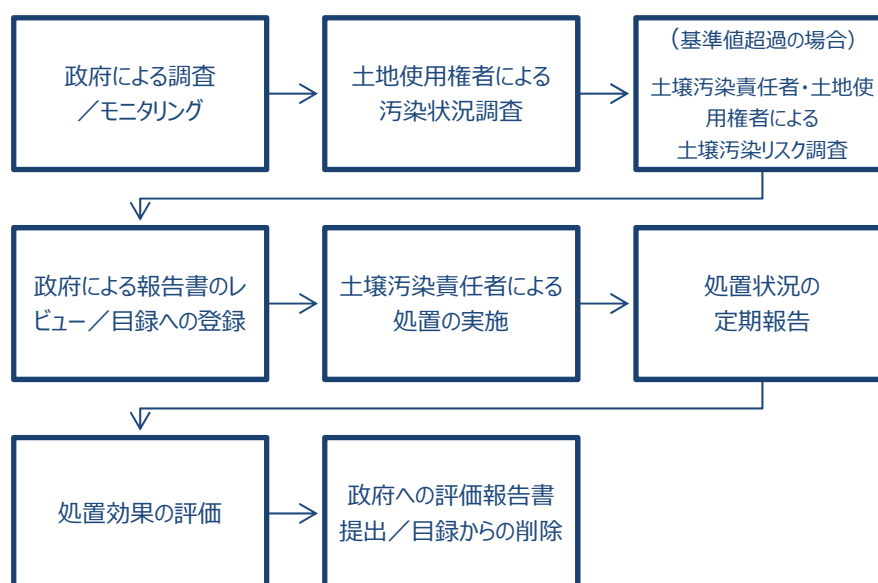 政府による調査
／モニタリング
土地使用権者による
汚染状況調査
（基準値超過の場合）
土壌汚染責任者・土地使
用権者による
土壌汚染リスク調査
政府による報告書のレ
ビュー／目録への登録
土壌汚染責任者による
処置の実施
処置状況の
定期報告
処置効果の評価
政府への評価報告書
提出／目録からの削除